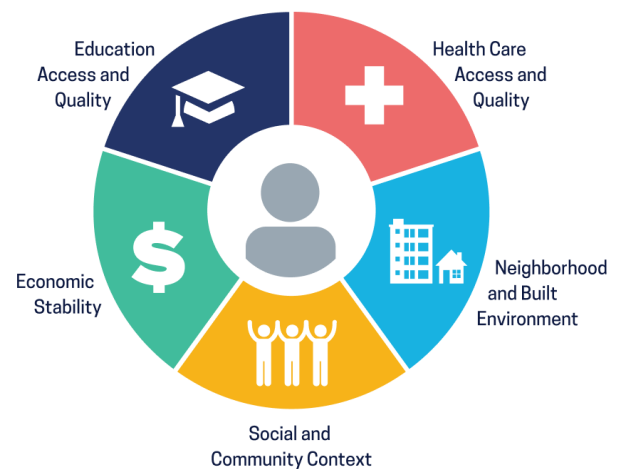 Education
Access and
Quality
Health Care
Access and
Quality
$
Economic
Stability
Neighborhood
and Built
Environment
Social and
Community Context